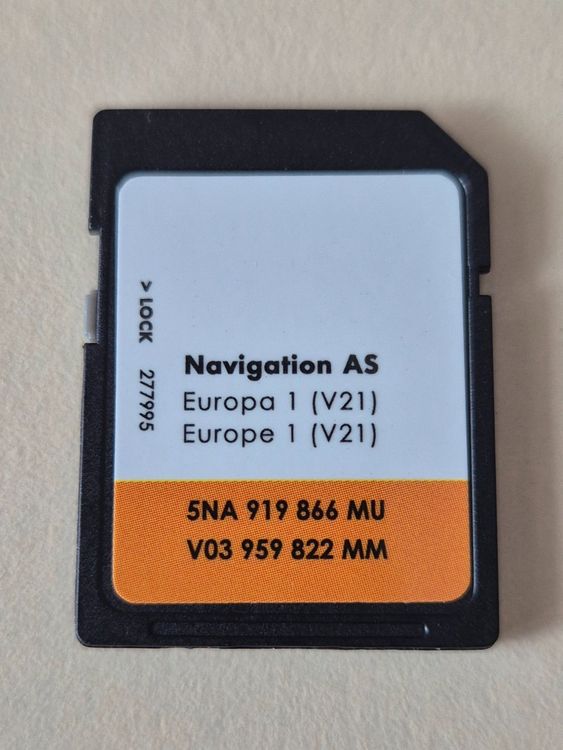 > LOCK 277995
Navigation AS
Europa 1 (V21)
Europe 1 (V21)
5NA 919 866 MU
V03 959 822 MM